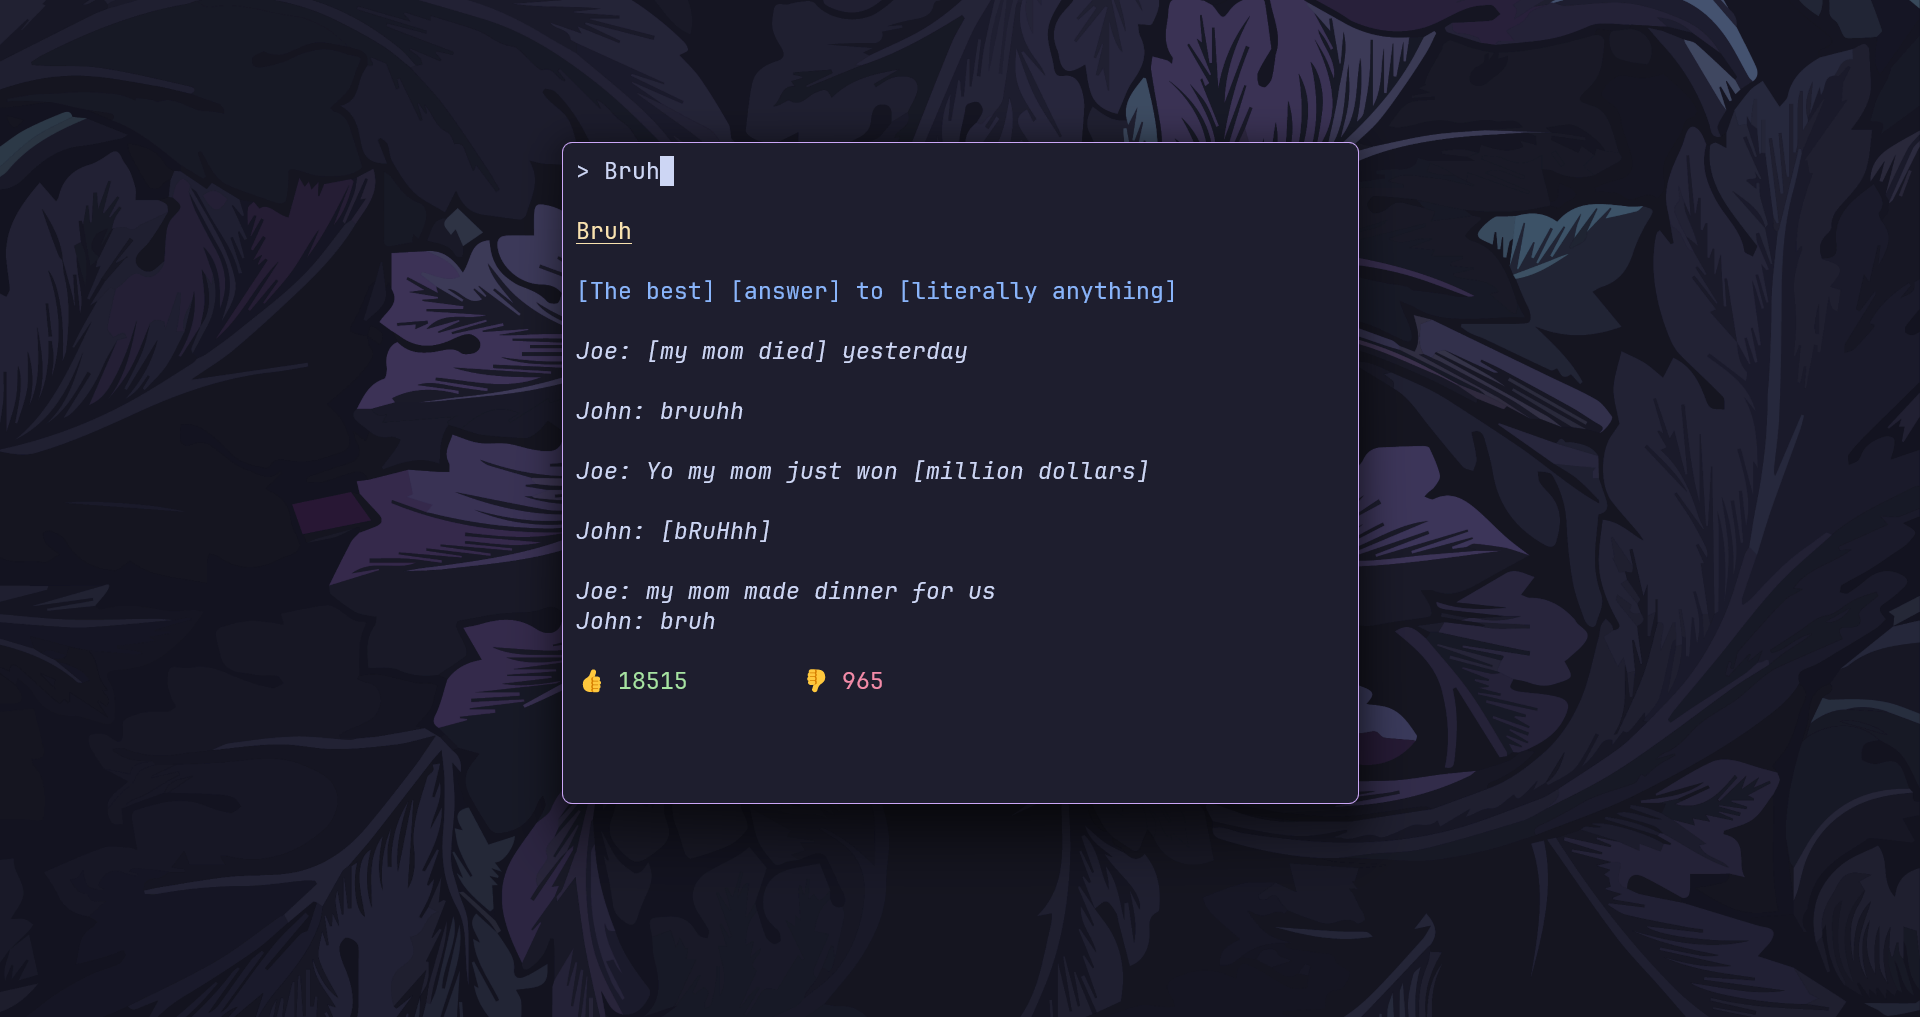 > Bruh
Bruh
[The best] [answer] to [literally anything]
Joe: [my mom died] yesterday
John: bruuhh
Joe: Yo my mom just won [million dollars]
John: [bRuHhh]
Joe: my mom made dinner for us
John: bruh
👍 18515 👎 965